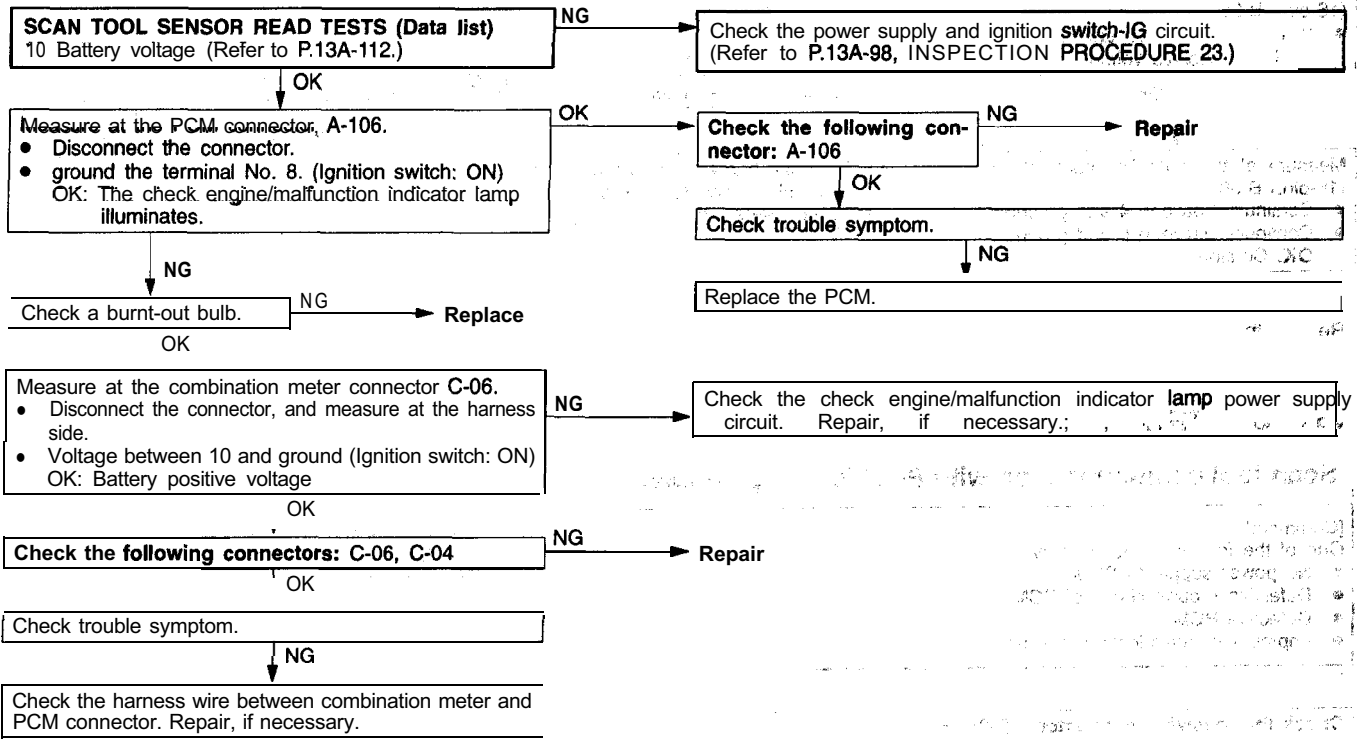 SCAN TOOL SENSOR READ TESTS (Data list)
10 Battery voltage (Refer to P.13A-112.)
NG
Check the power supply and ignition switch-IG circuit.
(Refer to P.13A-98, INSPECTION PROCEDURE 23.)
OK
Measure at the PCM connector, A-106.
● Disconnect the connector.
● ground the terminal No. 8. (Ignition switch: ON)
OK: The check engine/malfunction indicator lamp
illuminates.
OK
Check the following con-
nector: A-106
NG
Repair
OK
Check trouble symptom.
NG
Replace the PCM.
NG
Check a burnt-out bulb.
NG
Replace
OK
Measure at the combination meter connector C-06.
● Disconnect the connector, and measure at the harness
side.
● Voltage between 10 and ground (Ignition switch: ON)
OK: Battery positive voltage
NG
Check the check engine/malfunction indicator lamp power supply
circuit. Repair, if necessary.;
OK
Check the following connectors: C-06, C-04
NG
Repair
OK
Check trouble symptom.
NG
Check the harness wire between combination meter and
PCM connector. Repair, if necessary.